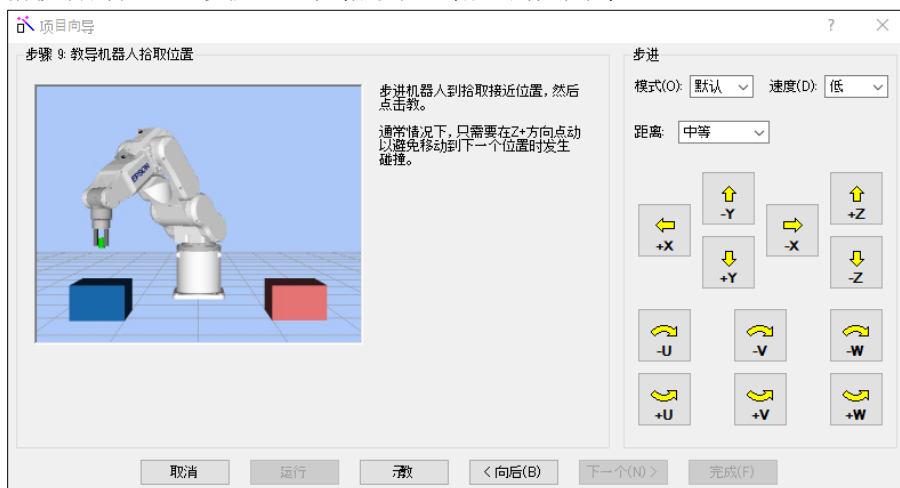 项目向导
步骤 9: 教导机器人拾取位置
步进机器人到拾取接近位置，然后
点击教。
通常情况下，只需要在Z+方向点动
以避免移动到下一个位置时发生
碰撞。
EPSON
步进
模式(O): 默认 速度(D): 低
距离: 中等
-Y +Z
+X -X
+Y -Z
-U -V -W
+U +V +W
取消 运行 示教 < 向后(B) 下一个(N) > 完成(F)